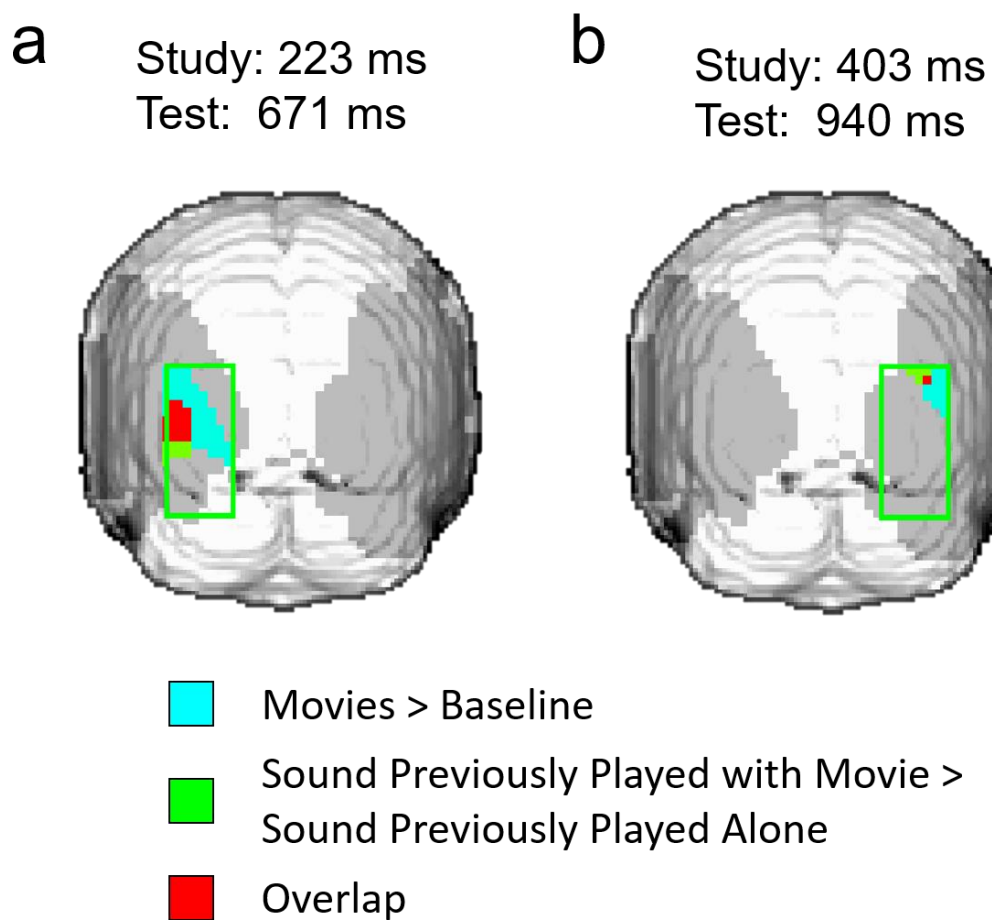 a
Study: 223 ms
Test: 671 ms
b
Study: 403 ms
Test: 940 ms
Movies > Baseline
Sound Previously Played with Movie >
Sound Previously Played Alone
Overlap